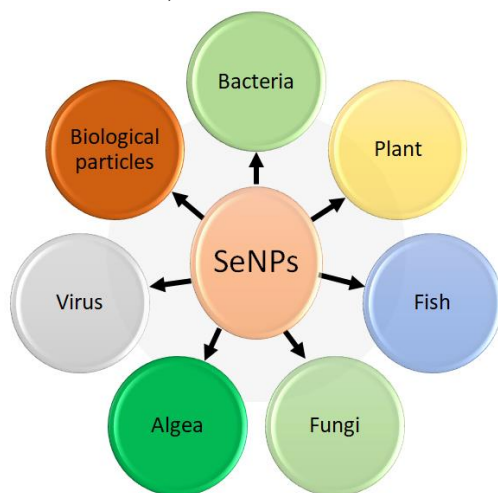 Bacteria
Biological
particles
Plant
SeNPs
Virus
Fish
Algea
Fungi